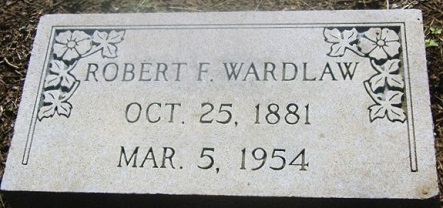 ROBERT F. WARDLAW
OCT. 25, 1881
MAR. 5, 1954